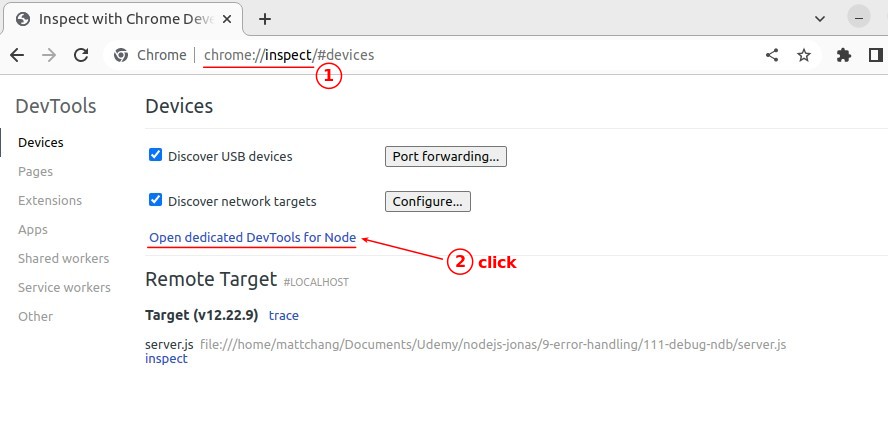 Inspect with Chrome Deve
Chrome chrome://inspect/#devices
1
DevTools
Devices
Devices
Pages
Extensions
Apps
Shared workers
Service workers
Other
Discover USB devices Port forwarding...
Discover network targets Configure...
Open dedicated DevTools for Node
2 click
Remote Target #LOCALHOST
Target (v12.22.9) trace
server.js file:///home/mattchang/Documents/Udemy/nodejs-jonas/9-error-handling/111-debug-ndb/server.js
inspect